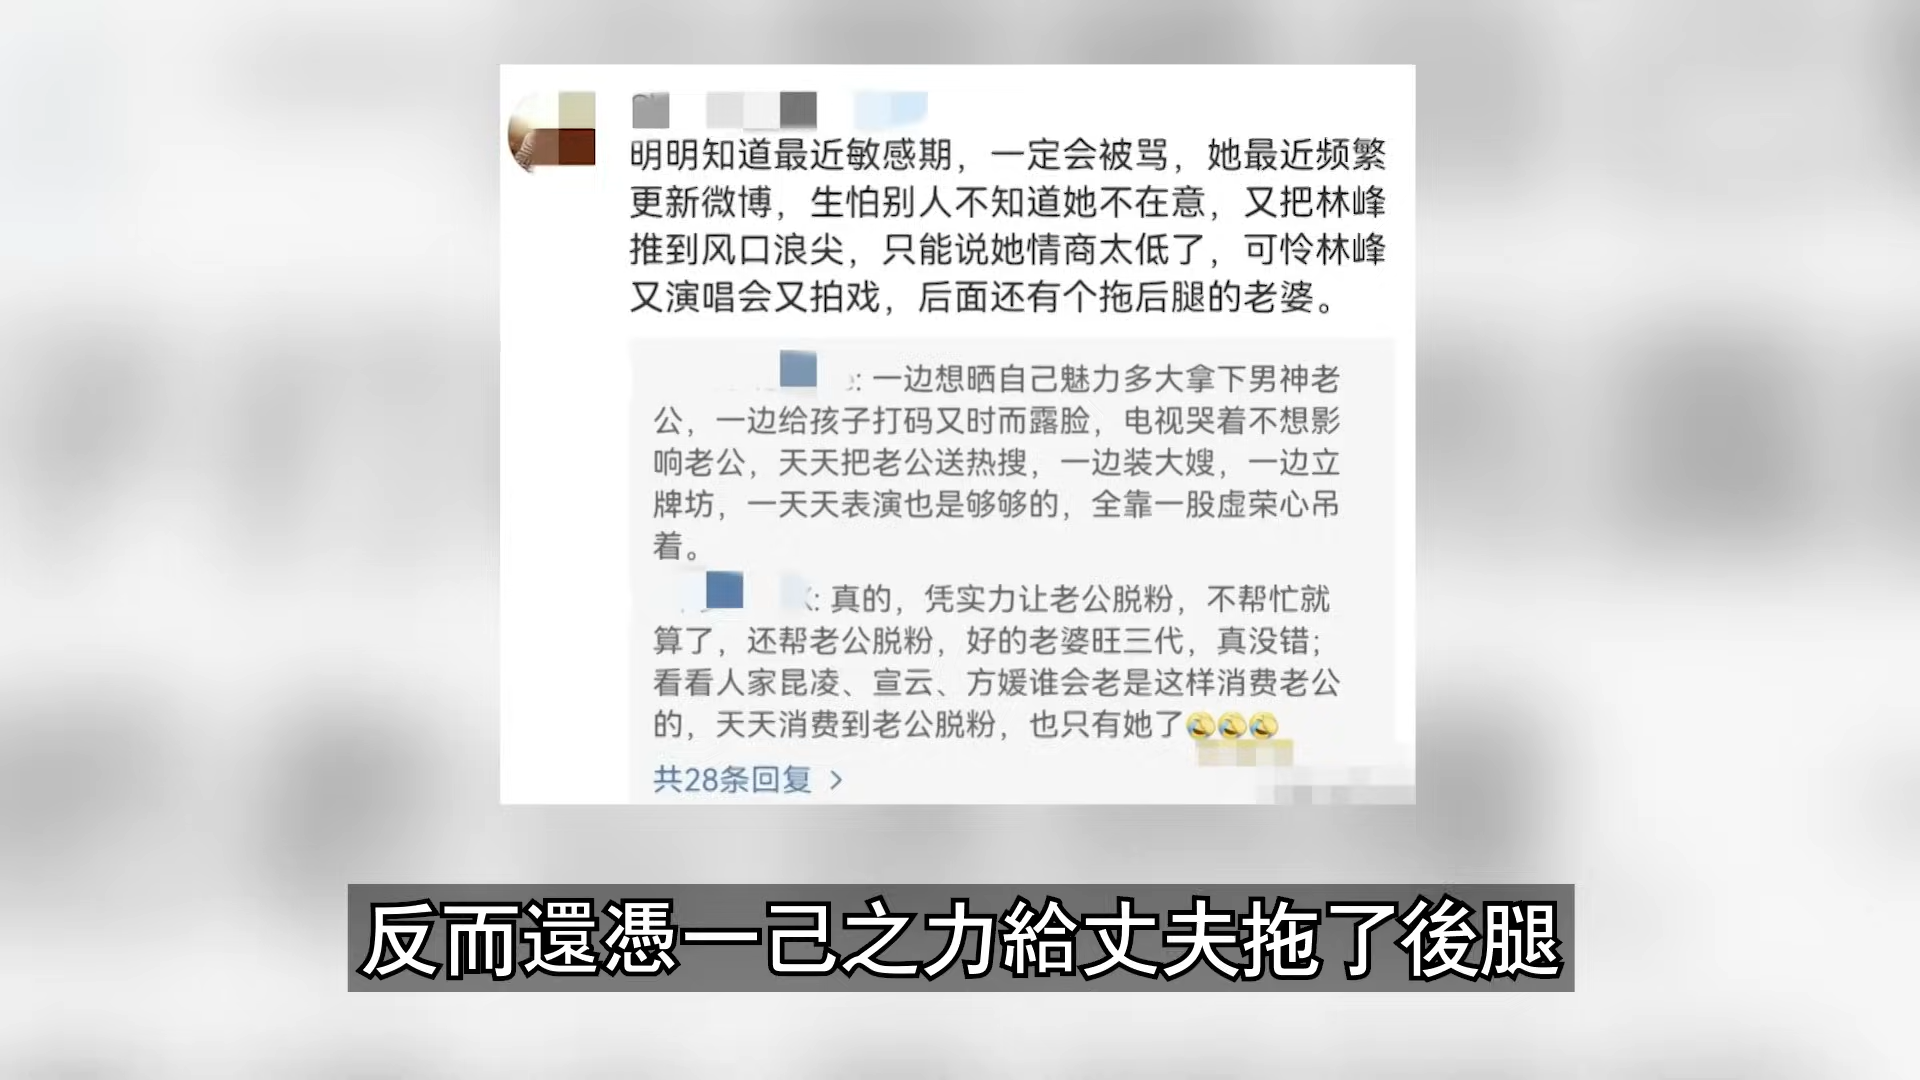 明明知道最近敏感期，一定会被骂，她最近频繁
更新微博，生怕别人不知道她不在意，又把林峰
推到风口浪尖，只能说她情商太低了，可怜林峰
又演唱会又拍戏，后面还有个拖后腿的老婆。
: 一边想晒自己魅力多大拿下男神老
公，一边给孩子打码又时而露脸，电视哭着不想影
响老公，天天把老公送热搜，一边装大嫂，一边立
牌坊，一天天表演也是够够的，全靠一股虚荣心吊
着。
: 真的，凭实力让老公脱粉，不帮忙就
算了，还帮老公脱粉，好的老婆旺三代，真没错；
看看人家昆凌、宣云、方媛谁会老是这样消费老公
的，天天消费到老公脱粉，也只有她了🤣🤣🤣
共28条回复 >
反而還憑一己之力給丈夫拖了後腿